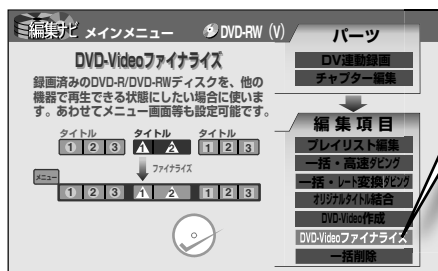 編集ナビ メインメニュー DVD-RW (V)
DVD-Videoファイナライズ
録画済みのDVD-R/DVD-RWディスクを、他の
機器で再生できる状態にしたい場合に使いま
す。あわせてメニュー画面等も設定可能です。
タイトル タイトル タイトル
1 2 3 1 2 1 2 3
ファイナライズ
メニュー
1 2 3 1 2 1 2 3
パーツ
DV連動録画
チャプター編集
編集項目
プレイリスト編集
一括・高速ダビング
一括・レート変換ダビング
オリジナルタイトル結合
DVD-Video作成
DVD-Videoファイナライズ
一括削除